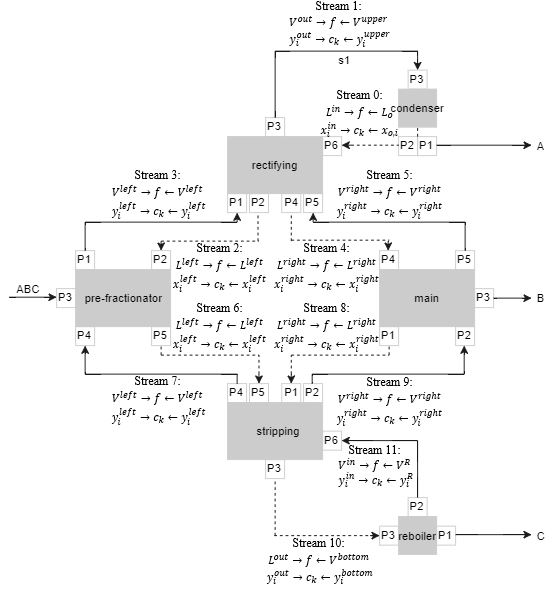 Stream 1:
V^out → f ← V^upper
y_i^out → c_k ← y_i^upper
s1
P3
Stream 0:
L^in → f ← L_o
condenser
x_i^in → c_k ← x_{o,i}
P3
P6
P2
P1
A
rectifying
Stream 3:
V^left → f ← V^left
y_i^left → c_k ← y_i^left
P1
P2
P4
P5
Stream 5:
V^right → f ← V^right
y_i^right → c_k ← y_i^right
P1
P2
Stream 2:
L^left → f ← L^left
x_i^left → c_k ← x_i^left
Stream 4:
L^right → f ← L^right
x_i^right → c_k ← x_i^right
P4
P5
ABC
P3
pre-fractionator
main
P3
B
Stream 6:
L^left → f ← L^left
x_i^left → c_k ← x_i^left
Stream 8:
L^right → f ← L^right
x_i^right → c_k ← x_i^right
P4
P5
P1
P2
Stream 7:
V^left → f ← V^left
y_i^left → c_k ← y_i^left
P4
P5
P1
P2
Stream 9:
V^right → f ← V^right
y_i^right → c_k ← y_i^right
stripping
P6
Stream 11:
V^in → f ← V^R
y_i^in → c_k ← y_i^R
P3
P2
P3
reboiler
P1
C
Stream 10:
L^out → f ← V^bottom
y_i^out → c_k ← y_i^bottom